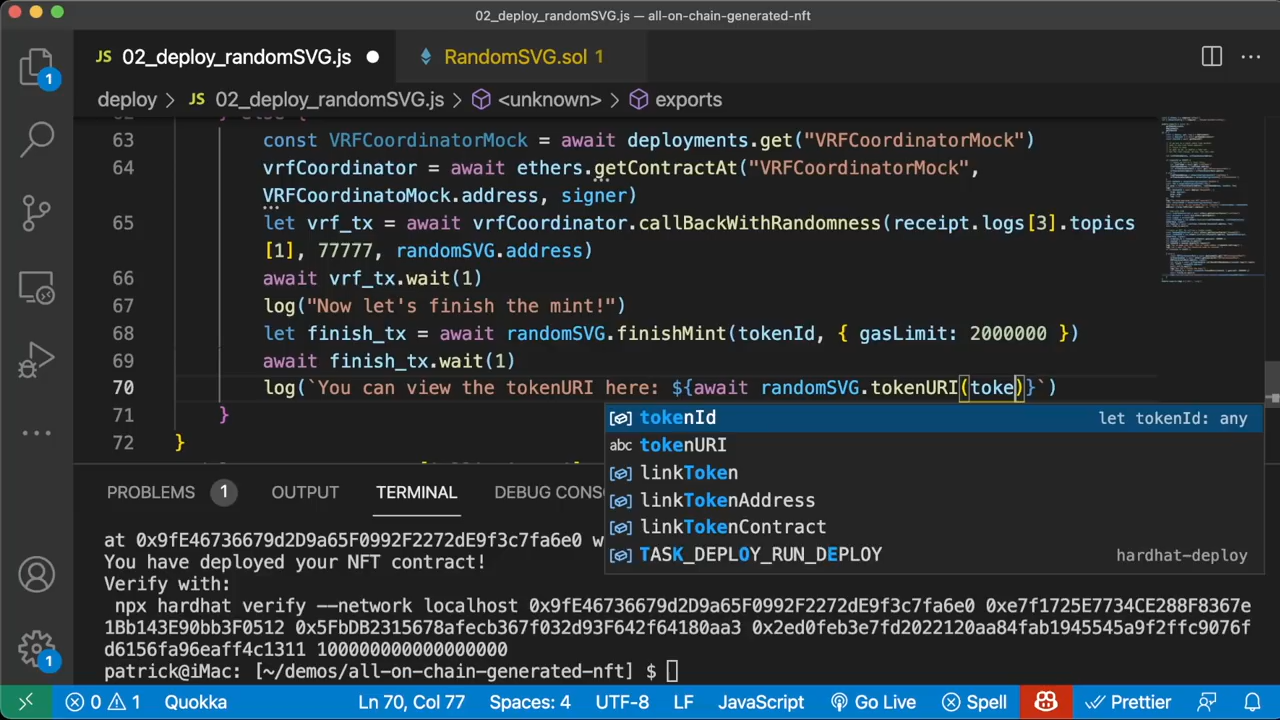 02_deploy_randomSVG.js — all-on-chain-generated-nft
JS 02_deploy_randomSVG.js
RandomSVG.sol 1
deploy > JS 02_deploy_randomSVG.js > <unknown> > exports
63 const VRFCoordinatorMock = await deployments.get("VRFCoordinatorMock")
64 vrfCoordinator = await ethers.getContractAt("VRFCoordinatorMock",
VRFCoordinatoMock.address, signer)
65 let vrf_tx = await vrfCoordinator.callBackWithRandomness(receipt.logs[3].topics
[1], 77777, randomSVG.address)
66 await vrf_tx.wait(1)
67 log("Now let's finish the mint!")
68 let finish_tx = await randomSVG.finishMint(tokenId, { gasLimit: 2000000 })
69 await finish_tx.wait(1)
70 log(`You can view the tokenURI here: ${await randomSVG.tokenURI(toke)}`)
71 }
72 }
tokenId let tokenId: any
abc tokenURI
linkToken
linkTokenAddress
linkTokenContract
TASK_DEPLOY_RUN_DEPLOY hardhat-deploy
PROBLEMS 1 OUTPUT TERMINAL DEBUG CONS
at 0x9fE46736679d2D9a65F0992F2272dE9f3c7fa6e0 w
You have deployed your NFT contract!
Verify with:
npx hardhat verify --network localhost 0x9fE46736679d2D9a65F0992F2272dE9f3c7fa6e0 0xe7f1725E7734CE288F8367e
1Bb143E90bb3F0512 0x5FbDB2315678afecb367f032d93F642f64180aa3 0x2ed0feb3e7fd2022120aa84fab1945545a9f2ffc9076f
d6156fa96eaff4c1311 100000000000000000
patrick@iMac: [~/demos/all-on-chain-generated-nft] $
1
1
0 1 Quokka Ln 70, Col 77 Spaces: 4 UTF-8 LF JavaScript Go Live Spell Prettier